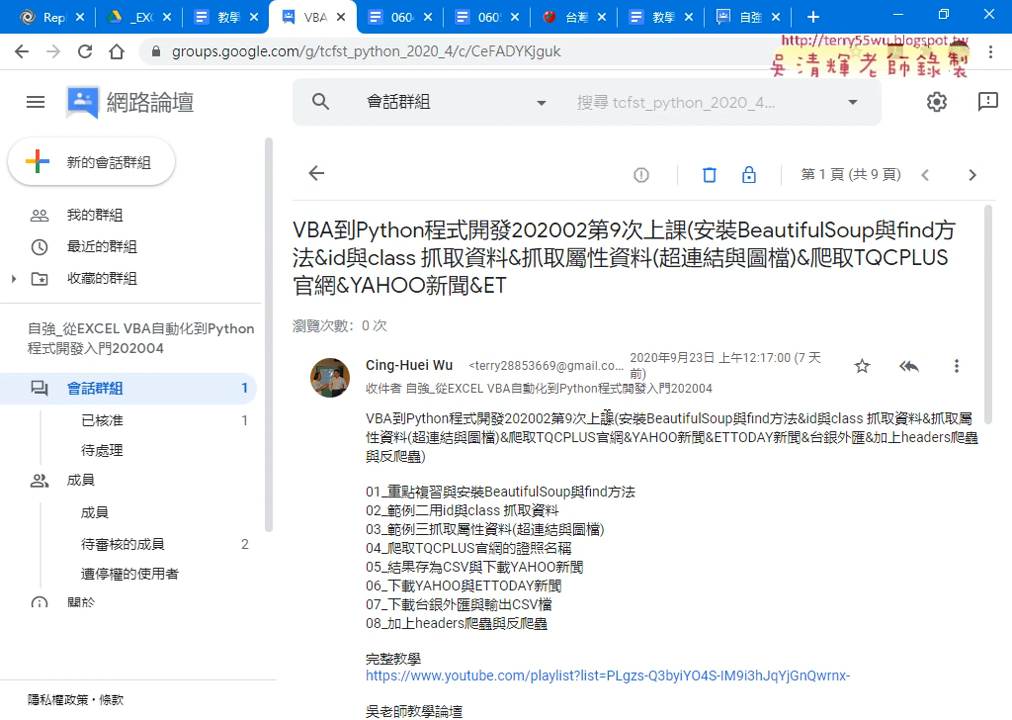 Repl
_EXC
教學
VBA
060
060
台灣
教學
自強
groups.google.com/g/tcfst_python_2020_4/c/CeFADYKjguk
http://terry55wu.blogspot.tw
吳清輝老師錄製
網路論壇
會話群組
搜尋 tcfst_python_2020_4...
新的會話群組
第 1 頁 (共 9 頁)
我的群組
最近的群組
收藏的群組
自強_從EXCEL VBA自動化到Python
程式開發入門202004
會話群組 1
已核准 1
待處理
成員
成員
待審核的成員 2
遭停權的使用者
關於
隱私權政策・條款
VBA到Python程式開發202002第9次上課(安裝BeautifulSoup與find方
法&id與class 抓取資料&抓取屬性資料(超連結與圖檔)&爬取TQCPLUS
官網&YAHOO新聞&ET
瀏覽次數：0 次
Cing-Huei Wu <terry28853669@gmail.co... 2020年9月23日 上午12:17:00 (7 天
前)
收件者 自強_從EXCEL VBA自動化到Python程式開發入門202004
VBA到Python程式開發202002第9次上課(安裝BeautifulSoup與find方法&id與class 抓取資料&抓取屬
性資料(超連結與圖檔)&爬取TQCPLUS官網&YAHOO新聞&ETTODAY新聞&台銀外匯&加上headers爬蟲
與反爬蟲)
01_重點複習與安裝BeautifulSoup與find方法
02_範例二用id與class 抓取資料
03_範例三抓取屬性資料(超連結與圖檔)
04_爬取TQCPLUS官網的證照名稱
05_結果存為CSV與下載YAHOO新聞
06_下載YAHOO與ETTODAY新聞
07_下載台銀外匯與輸出CSV檔
08_加上headers爬蟲與反爬蟲
完整教學
https://www.youtube.com/playlist?list=PLgzs-Q3byiYO4S-IM9i3hJqYjGnQwrnx-
吳老師教學論壇